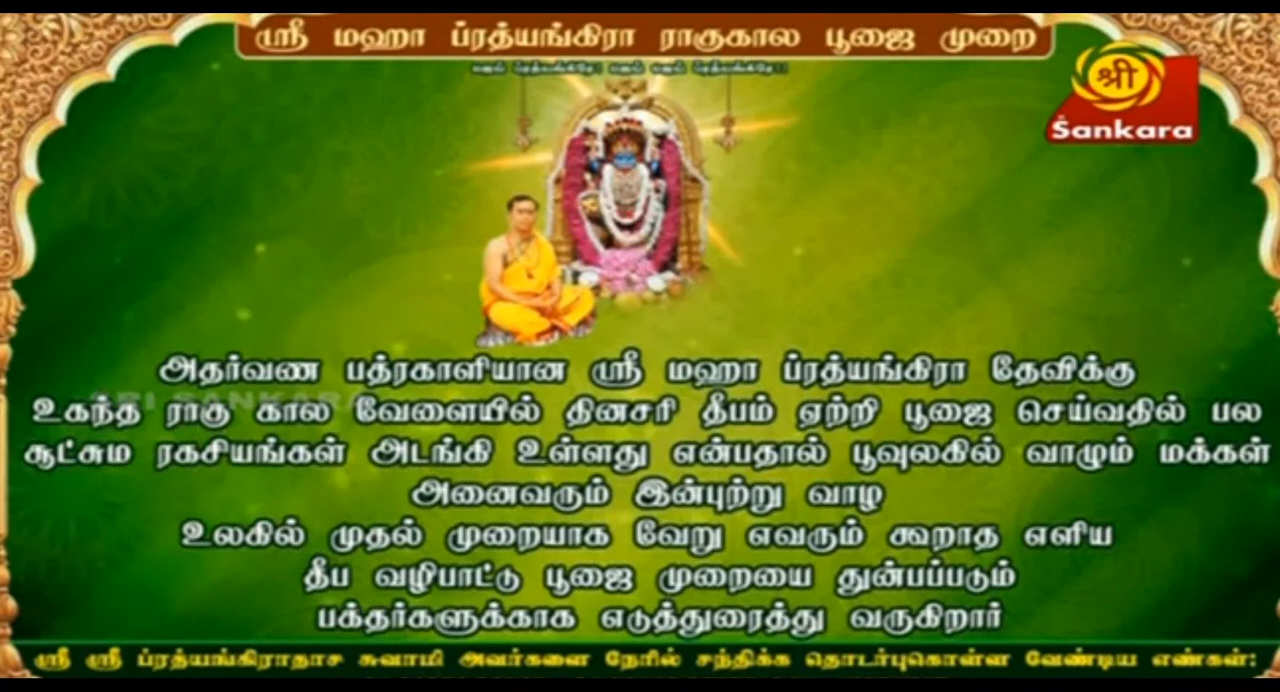 ஸ்ரீ மஹா ப்ரத்யங்கிரா ராகுகால பூஜை முறை
श्री
Sankara
அதர்வண பத்ரகாளியான ஸ்ரீ மஹா ப்ரத்யங்கிரா தேவிக்கு
SRI SANKARA
உகந்த ராகு கால வேளையில் தினசரி தீபம் ஏற்றி பூஜை செய்வதில் பல
சூட்சும ரகசியங்கள் அடங்கி உள்ளது என்பதால் பூவுலகில் வாழும் மக்கள்
அனைவரும் இன்புற்று வாழ
உலகில் முதல் முறையாக வேறு எவரும் கூறாத எளிய
தீப வழிபாட்டு பூஜை முறையை துன்பப்படும்
பக்தர்களுக்காக எடுத்துரைத்து வருகிறார்
ஸ்ரீ ஸ்ரீ ப்ரத்யங்கிராதாச சுவாமி அவர்களை நேரில் சந்திக்க தொடர்புகொள்ள வேண்டிய எண்கள்: